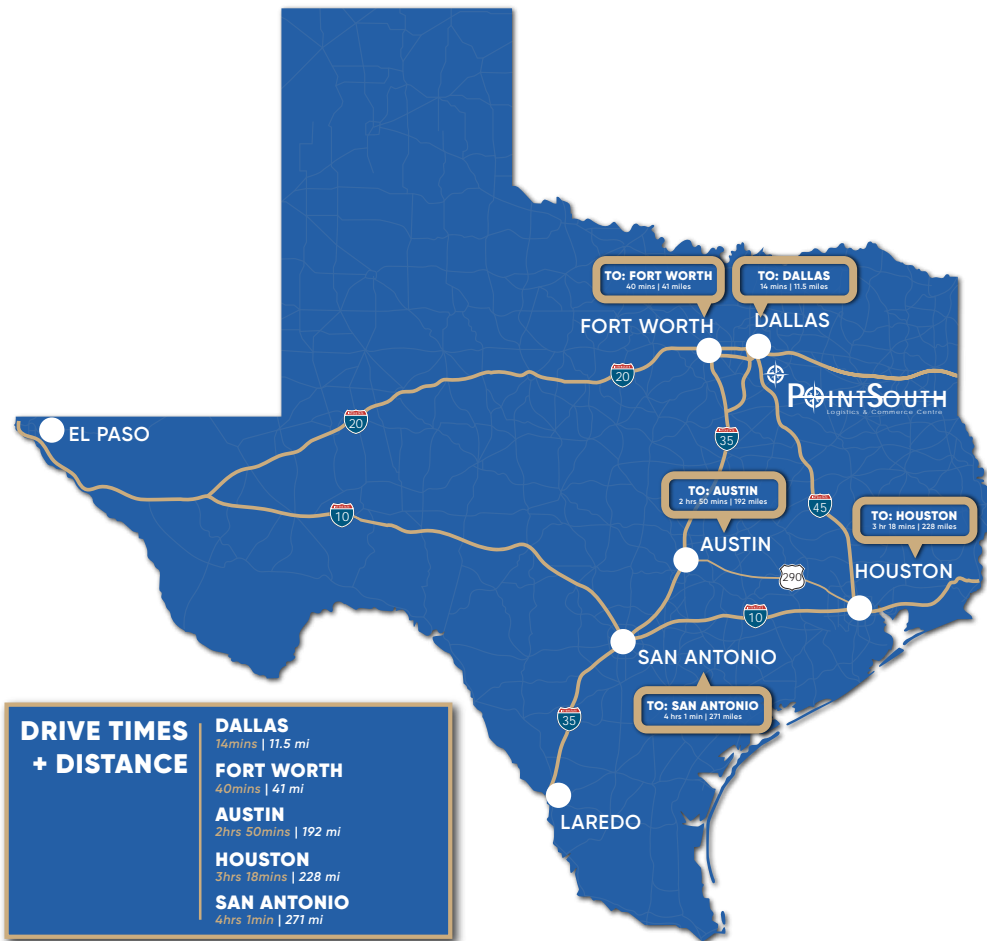 TO: FORT WORTH
40 mins | 41 miles
TO: DALLAS
14 mins | 11.5 miles
FORT WORTH
DALLAS
20
POINTSOUTH
Logistics & Commerce Centre
20
EL PASO
35
TO: AUSTIN
2 hrs 50 mins | 192 miles
45
10
TO: HOUSTON
3 hr 18 mins | 228 miles
AUSTIN
HOUSTON
290
10
SAN ANTONIO
TO: SAN ANTONIO
4 hrs 1 min | 271 miles
35
LAREDO
DRIVE TIMES
+ DISTANCE
DALLAS
14mins | 11.5 mi
FORT WORTH
40mins | 41 mi
AUSTIN
2hrs 50mins | 192 mi
HOUSTON
3hrs 18mins | 228 mi
SAN ANTONIO
4hrs 1min | 271 mi